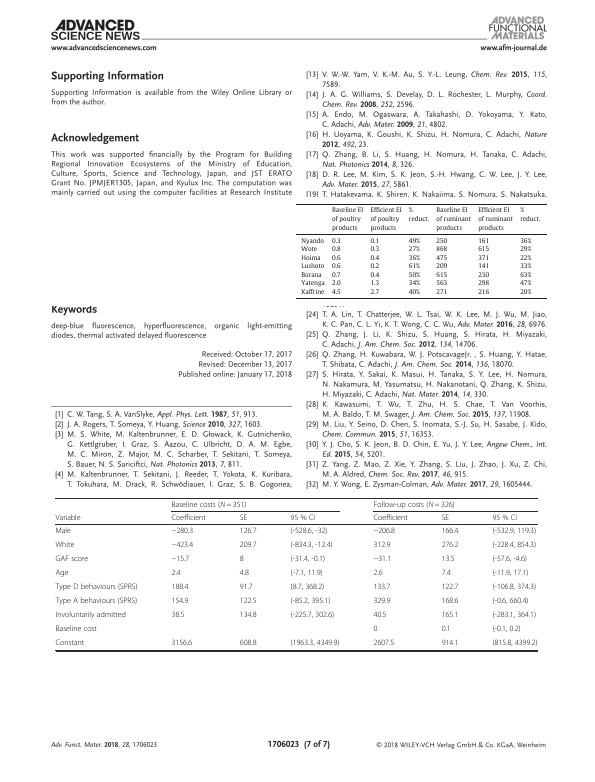 ADVANCED
SCIENCE NEWS
www.advancedsciencenews.com
ADVANCED
FUNCTIONAL
MATERIALS
www.afm-journal.de
Supporting Information
Supporting Information is available from the Wiley Online Library or
from the author.
Acknowledgement
This work was supported financially by the Program for Building
Regional Innovation Ecosystems of the Ministry of Education,
Culture, Sports, Science and Technology, Japan, and JST ERATO
Grant No. JPMJER1305, Japan, and Kyulux Inc. The computation was
mainly carried out using the computer facilities at Research Institute
Keywords
deep-blue fluorescence, hyperfluorescence, organic light-emitting
diodes, thermal activated delayed fluorescence
Received: October 17, 2017
Revised: December 13, 2017
Published online: January 17, 2018
[1] C. W. Tang, S. A. VanSlyke, Appl. Phys. Lett. 1987, 51, 913.
[2] J. A. Rogers, T. Someya, Y. Huang, Science 2010, 327, 1603.
[3] M. S. White, M. Kaltenbrunner, E. D. Głowack, K. Gutnichenko,
G. Kettlgruber, I. Graz, S. Aazou, C. Ulbricht, D. A. M. Egbe,
M. C. Miron, Z. Major, M. C. Scharber, T. Sekitani, T. Someya,
S. Bauer, N. S. Sariciftci, Nat. Photonics 2013, 7, 811.
[4] M. Kaltenbrunner, T. Sekitani, J. Reeder, T. Yokota, K. Kuribara,
T. Tokuhara, M. Drack, R. Schwödiauer, I. Graz, S. B. Gogonea,
[13] V. W.-W. Yam, V. K.-M. Au, S. Y.-L. Leung, Chem. Rev. 2015, 115,
7589.
[14] J. A. G. Williams, S. Develay, D. L. Rochester, L. Murphy, Coord.
Chem. Rev. 2008, 252, 2596.
[15] A. Endo, M. Ogaswara, A. Takahashi, D. Yokoyama, Y. Kato,
C. Adachi, Adv. Mater. 2009, 21, 4802.
[16] H. Uoyama, K. Goushi, K. Shizu, H. Nomura, C. Adachi, Nature
2012, 492, 23.
[17] Q. Zhang, B. Li, S. Huang, H. Nomura, H. Tanaka, C. Adachi,
Nat. Photonics 2014, 8, 326.
[18] D. R. Lee, M. Kim, S. K. Jeon, S.-H. Hwang, C. W. Lee, J. Y. Lee,
Adv. Mater. 2015, 27, 5861.
[19] T. Hatakeyama, K. Shiren, K. Nakajima, S. Nomura, S. Nakatsuka,
Baseline EI Efficient EI % Baseline EI Efficient EI %
of poultry of poultry reduct. of ruminant of ruminant reduct.
products products products products
Nyando 0.3 0.1 49% 250 161 36%
Wote 0.8 0.3 27% 868 615 29%
Hoima 0.6 0.4 36% 475 371 22%
Lushoto 0.6 0.2 61% 209 141 33%
Borana 0.7 0.4 50% 615 230 63%
Yatenga 2.0 1.3 34% 563 298 47%
Kaffrine 4.5 2.7 40% 271 216 20%
[24] T. A. Lin, T. Chatterjee, W. L. Tsai, W. K. Lee, M. J. Wu, M. Jiao,
K. C. Pan, C. L. Yi, K. T. Wong, C. C. Wu, Adv. Mater. 2016, 28, 6976.
[25] Q. Zhang, J. Li, K. Shizu, S. Huang, S. Hirata, H. Miyazaki,
C. Adachi, J. Am. Chem. Soc. 2012, 134, 14706.
[26] Q. Zhang, H. Kuwabara, W. J. PotscavageJr. , S. Huang, Y. Hatae,
T. Shibata, C. Adachi, J. Am. Chem. Soc. 2014, 136, 18070.
[27] S. Hirata, Y. Sakai, K. Masui, H. Tanaka, S. Y. Lee, H. Nomura,
N. Nakamura, M. Yasumatsu, H. Nakanotani, Q. Zhang, K. Shizu,
H. Miyazaki, C. Adachi, Nat. Mater. 2014, 14, 330.
[28] K. Kawasumi, T. Wu, T. Zhu, H. S. Chae, T. Van Voorhis,
M. A. Baldo, T. M. Swager, J. Am. Chem. Soc. 2015, 137, 11908.
[29] M. Liu, Y. Seino, D. Chen, S. Inomata, S.-J. Su, H. Sasabe, J. Kido,
Chem. Commun. 2015, 51, 16353.
[30] Y. J. Cho, S. K. Jeon, B. D. Chin, E. Yu, J. Y. Lee, Angew Chem., Int.
Ed. 2015, 54, 5201.
[31] Z. Yang, Z. Mao, Z. Xie, Y. Zhang, S. Liu, J. Zhao, J. Xu, Z. Chi,
M. A. Aldred, Chem. Soc. Rev. 2017, 46, 915.
[32] M. Y. Wong, E. Zysman-Colman, Adv. Mater. 2017, 29, 1605444.
Baseline costs (N = 351) Follow-up costs (N = 326)
Variable Coefficient SE 95 % CI Coefficient SE 95 % CI
Male −280.3 126.7 (-528.6, -32) −206.8 166.4 (-532.9, 119.3)
White −423.4 209.7 (-834.3, -12.4) 312.9 276.2 (-228.4, 854.3)
GAF score −15.7 8 (-31.4, -0.1) −31.1 13.5 (-57.6, -4.6)
Age 2.4 4.8 (-7.1, 11.9) 2.6 7.4 (-11.9, 17.1)
Type D behaviours (SPRS) 188.4 91.7 (8.7, 368.2) 133.7 122.7 (-106.8, 374.3)
Type A behaviours (SPRS) 154.9 122.5 (-85.2, 395.1) 329.9 168.6 (-0.6, 660.4)
Involuntarily admitted 38.5 134.8 (-225.7, 302.6) 40.5 165.1 (-283.1, 364.1)
Baseline cost 0 0.1 (-0.1, 0.2)
Constant 3156.6 608.8 (1963.3, 4349.9) 2607.5 914.1 (815.8, 4399.2)
Adv. Funct. Mater. 2018, 28, 1706023
1706023 (7 of 7)
© 2018 WILEY-VCH Verlag GmbH & Co. KGaA, Weinheim